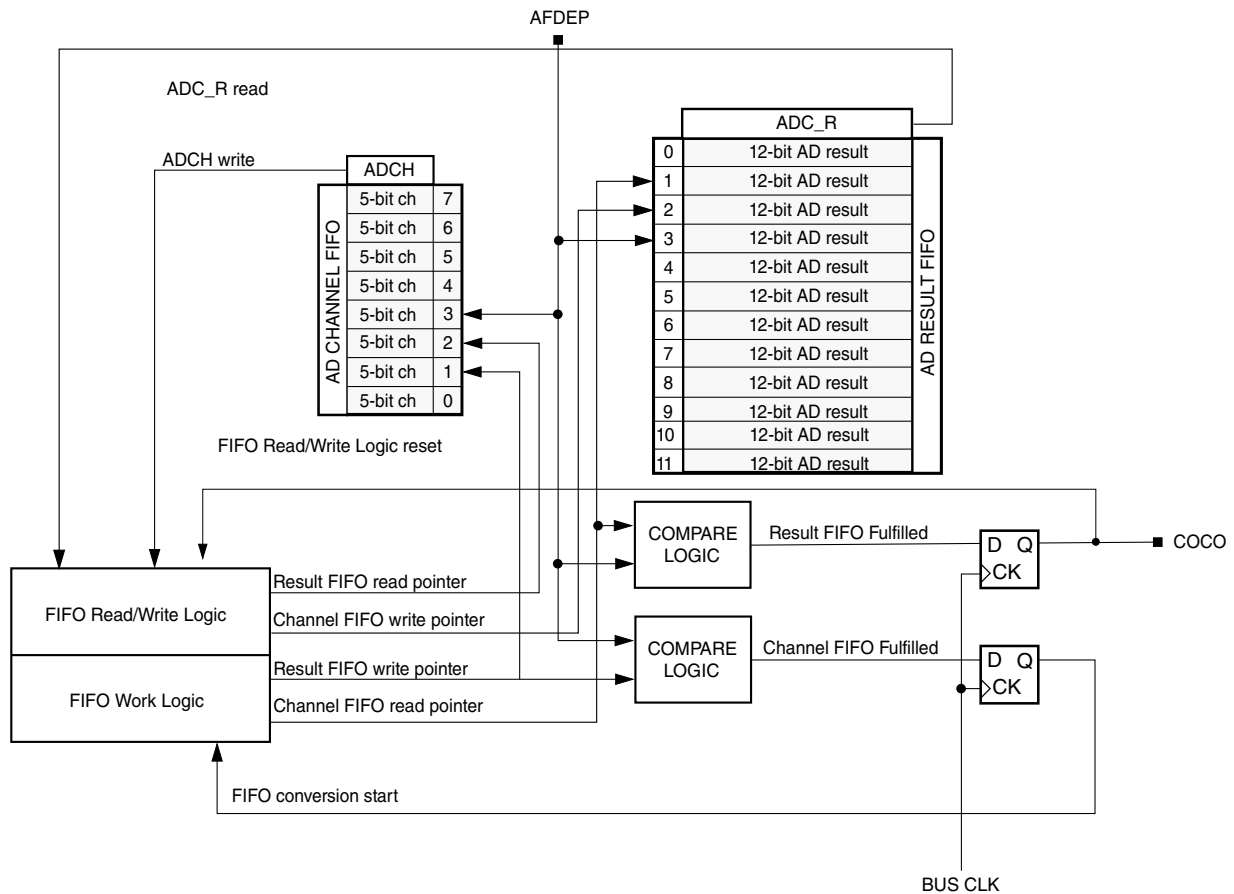 AFDEP
ADC_R read
ADC_R
0 12-bit AD result
1 12-bit AD result
2 12-bit AD result
3 12-bit AD result
4 12-bit AD result
5 12-bit AD result
6 12-bit AD result
7 12-bit AD result
8 12-bit AD result
9 12-bit AD result
10 12-bit AD result
11 12-bit AD result
AD RESULT FIFO
ADCH write
ADCH
5-bit ch 7
5-bit ch 6
5-bit ch 5
5-bit ch 4
5-bit ch 3
5-bit ch 2
5-bit ch 1
5-bit ch 0
AD CHANNEL FIFO
FIFO Read/Write Logic reset
COMPARE
LOGIC
Result FIFO Fulfilled
D Q
CK
COCO
FIFO Read/Write Logic
Result FIFO read pointer
Channel FIFO write pointer
COMPARE
LOGIC
Channel FIFO Fulfilled
D Q
CK
FIFO Work Logic
Result FIFO write pointer
Channel FIFO read pointer
FIFO conversion start
BUS CLK